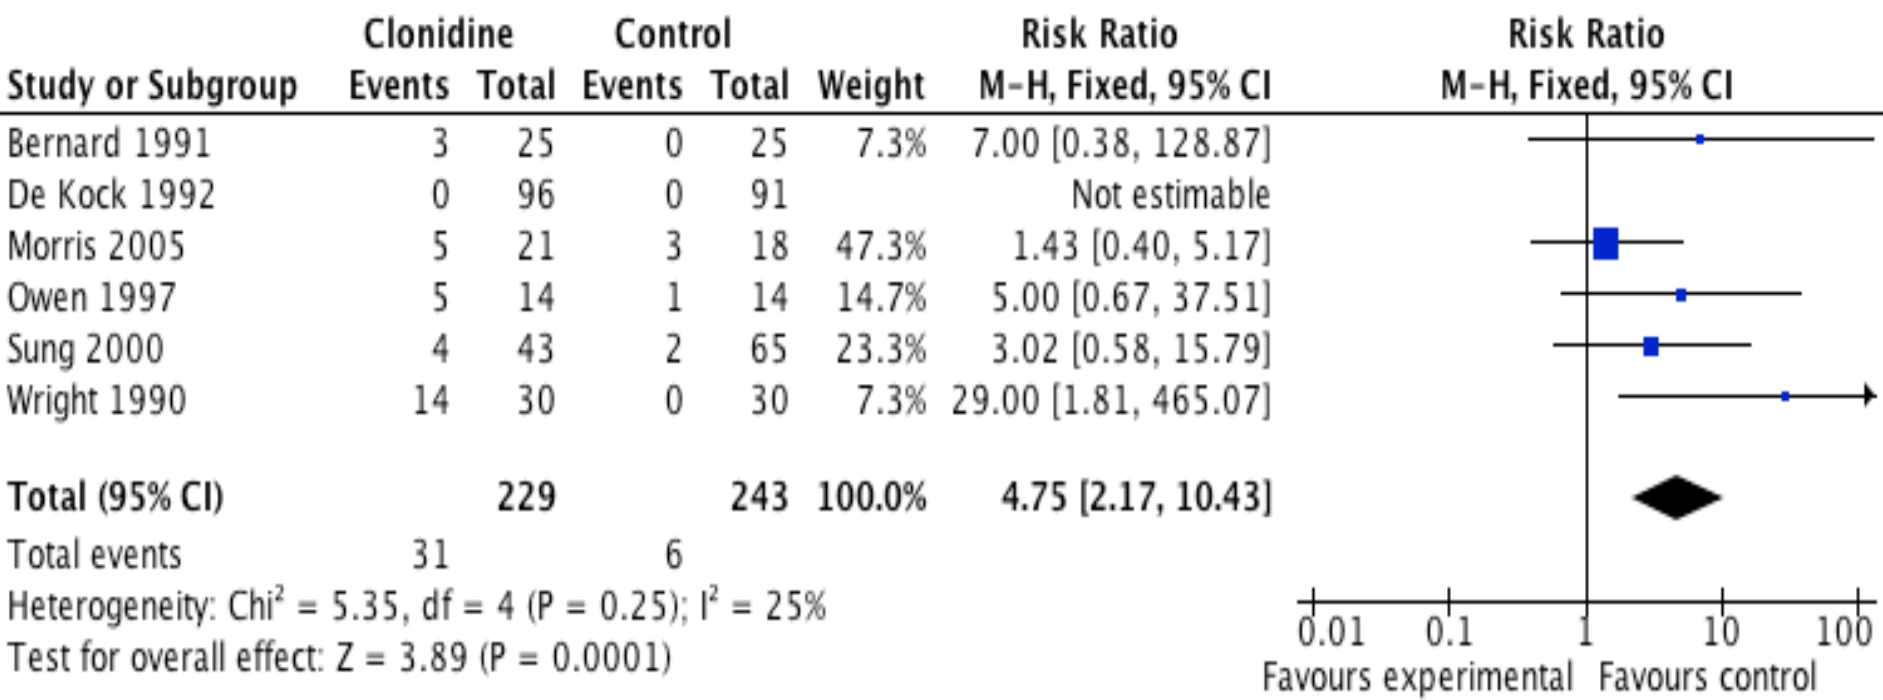 Clonidine Control Risk Ratio Risk Ratio
Study or Subgroup Events Total Events Total Weight M-H, Fixed, 95% CI M-H, Fixed, 95% CI
Bernard 1991 3 25 0 25 7.3% 7.00 [0.38, 128.87]
De Kock 1992 0 96 0 91 Not estimable
Morris 2005 5 21 3 18 47.3% 1.43 [0.40, 5.17]
Owen 1997 5 14 1 14 14.7% 5.00 [0.67, 37.51]
Sung 2000 4 43 2 65 23.3% 3.02 [0.58, 15.79]
Wright 1990 14 30 0 30 7.3% 29.00 [1.81, 465.07]
Total (95% CI) 229 243 100.0% 4.75 [2.17, 10.43]
Total events 31 6
Heterogeneity: Chi² = 5.35, df = 4 (P = 0.25); I² = 25%
Test for overall effect: Z = 3.89 (P = 0.0001)
0.01 0.1 1 10 100
Favours experimental Favours control